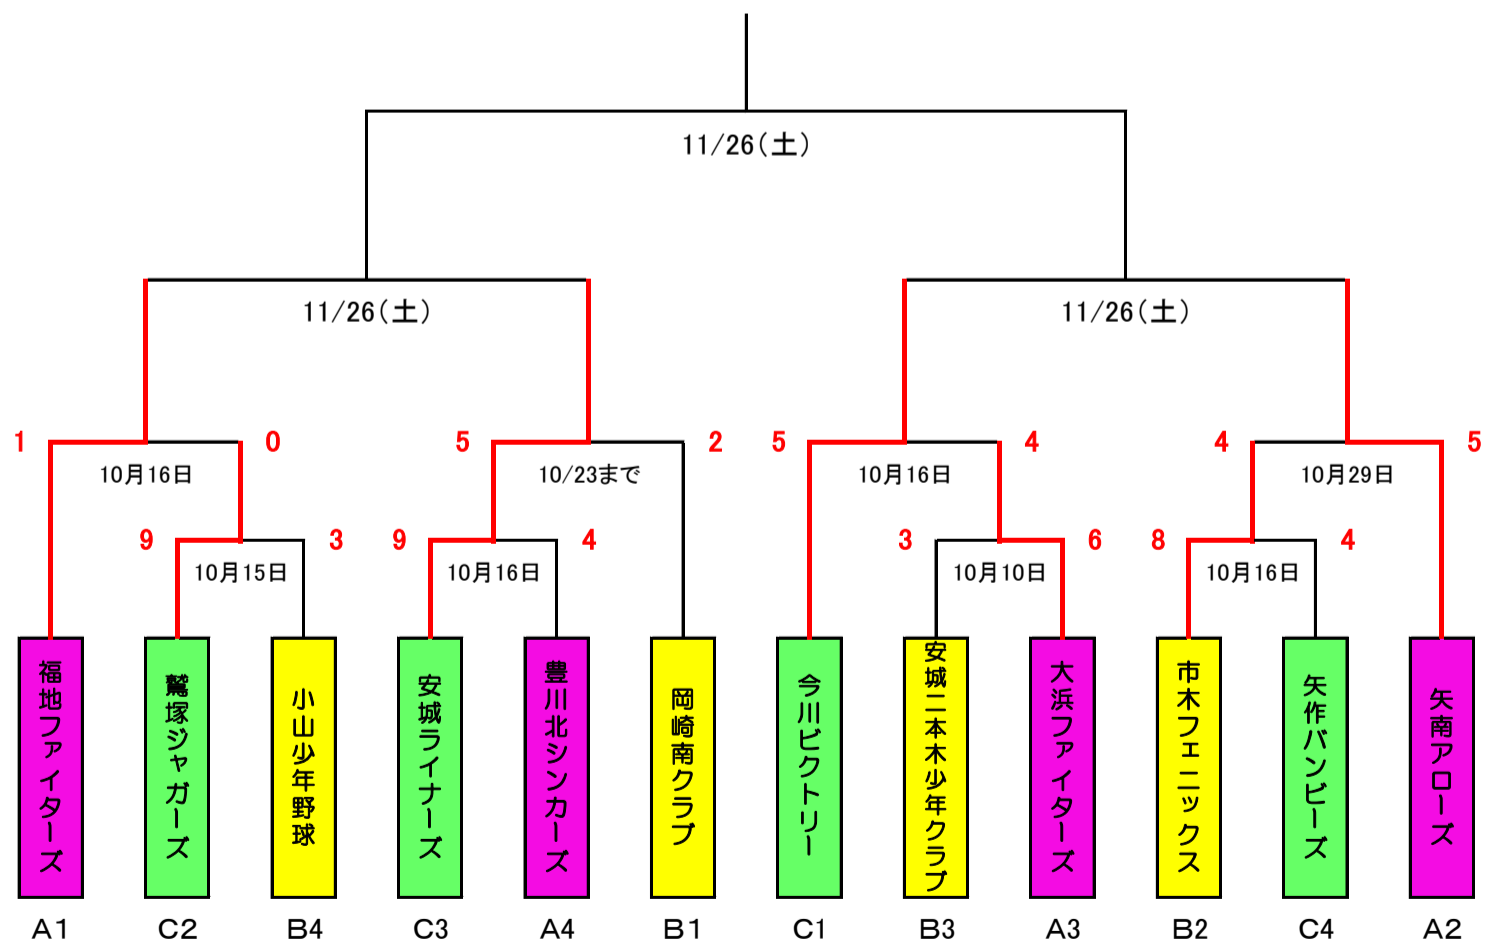 11/26(土)
11/26(土)
11/26(土)
1
0
5
2
5
4
4
5
10月16日
10/23まで
10月16日
10月29日
9
3
9
4
3
6
8
4
10月15日
10月16日
10月10日
10月16日
福地ファイターズ
鷲塚ジャガーズ
小山少年野球
安城ライナーズ
豊川北シンカーズ
岡崎南クラブ
今川ビクトリー
安城二本木少年クラブ
大浜ファイターズ
市木フェニックス
矢作バンビーズ
矢南アローズ
A1
C2
B4
C3
A4
B1
C1
B3
A3
B2
C4
A2